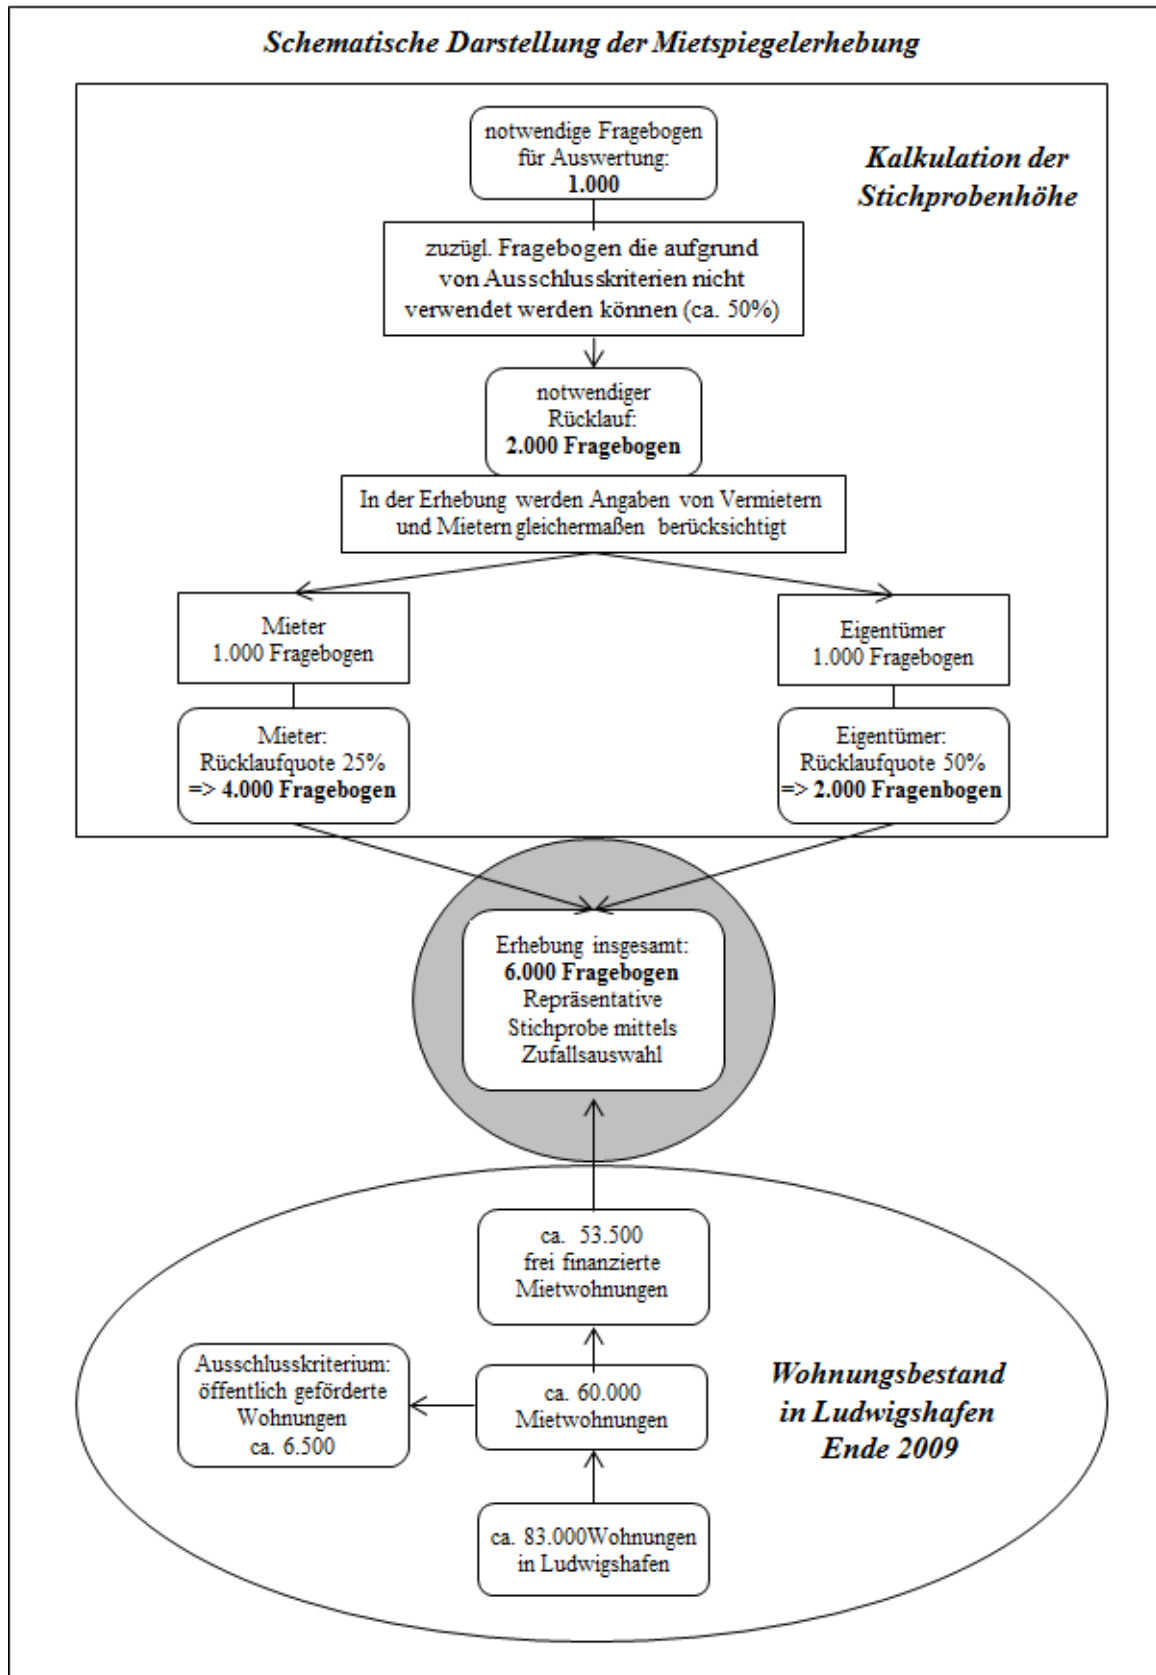 Schematische Darstellung der Mietspiegelerhebung
notwendige Fragebogen
für Auswertung:
1.000
Kalkulation der
Stichprobenhöhe
zuzügl. Fragebogen die aufgrund
von Ausschlusskriterien nicht
verwendet werden können (ca. 50%)
notwendiger
Rücklauf:
2.000 Fragebogen
In der Erhebung werden Angaben von Vermietern
und Mietern gleichermaßen berücksichtigt
Mieter
1.000 Fragebogen
Eigentümer
1.000 Fragebogen
Mieter:
Rücklaufquote 25%
=> 4.000 Fragebogen
Eigentümer:
Rücklaufquote 50%
=> 2.000 Fragenbogen
Erhebung insgesamt:
6.000 Fragebogen
Repräsentative
Stichprobe mittels
Zufallsauswahl
ca. 53.500
frei finanzierte
Mietwohnungen
Ausschlusskriterium:
öffentlich geförderte
Wohnungen
ca. 6.500
ca. 60.000
Mietwohnungen
Wohnungsbestand
in Ludwigshafen
Ende 2009
ca. 83.000Wohnungen
in Ludwigshafen